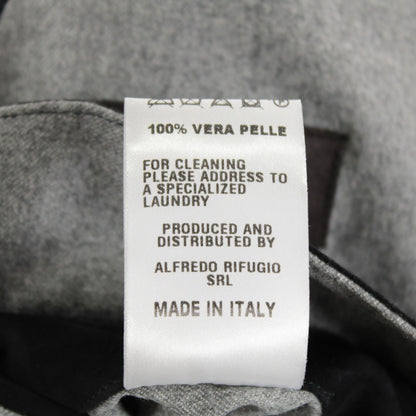 100% VERA PELLE
FOR CLEANING
PLEASE ADDRESS TO
A SPECIALIZED
LAUNDRY
PRODUCED AND
DISTRIBUTED BY
ALFREDO RIFUGIO
SRL
MADE IN ITALY